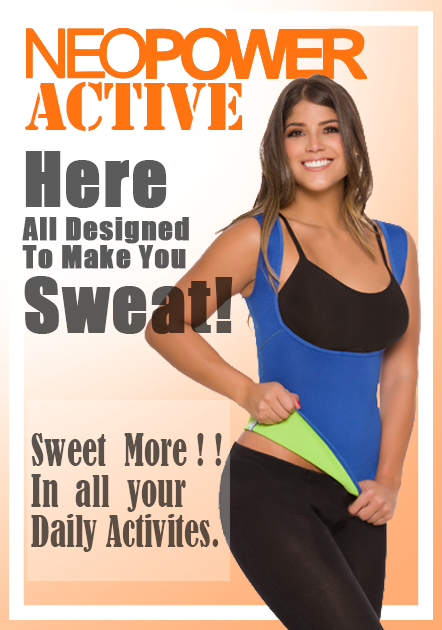 NEOPOWER
ACTIVE
Here
All Designed
To Make You
Sweat!
Sweet More ! !
In all your
Daily Activites.